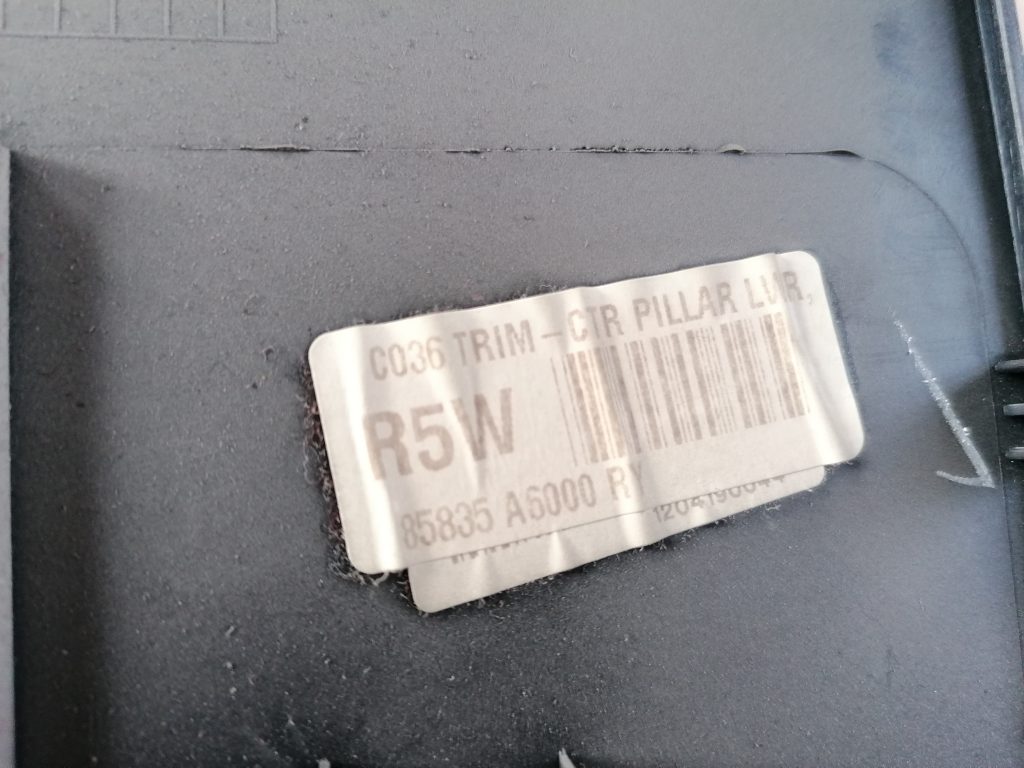 C036 TRIM-CTR PILLAR LWR,
R5W
85835 A6000 RY